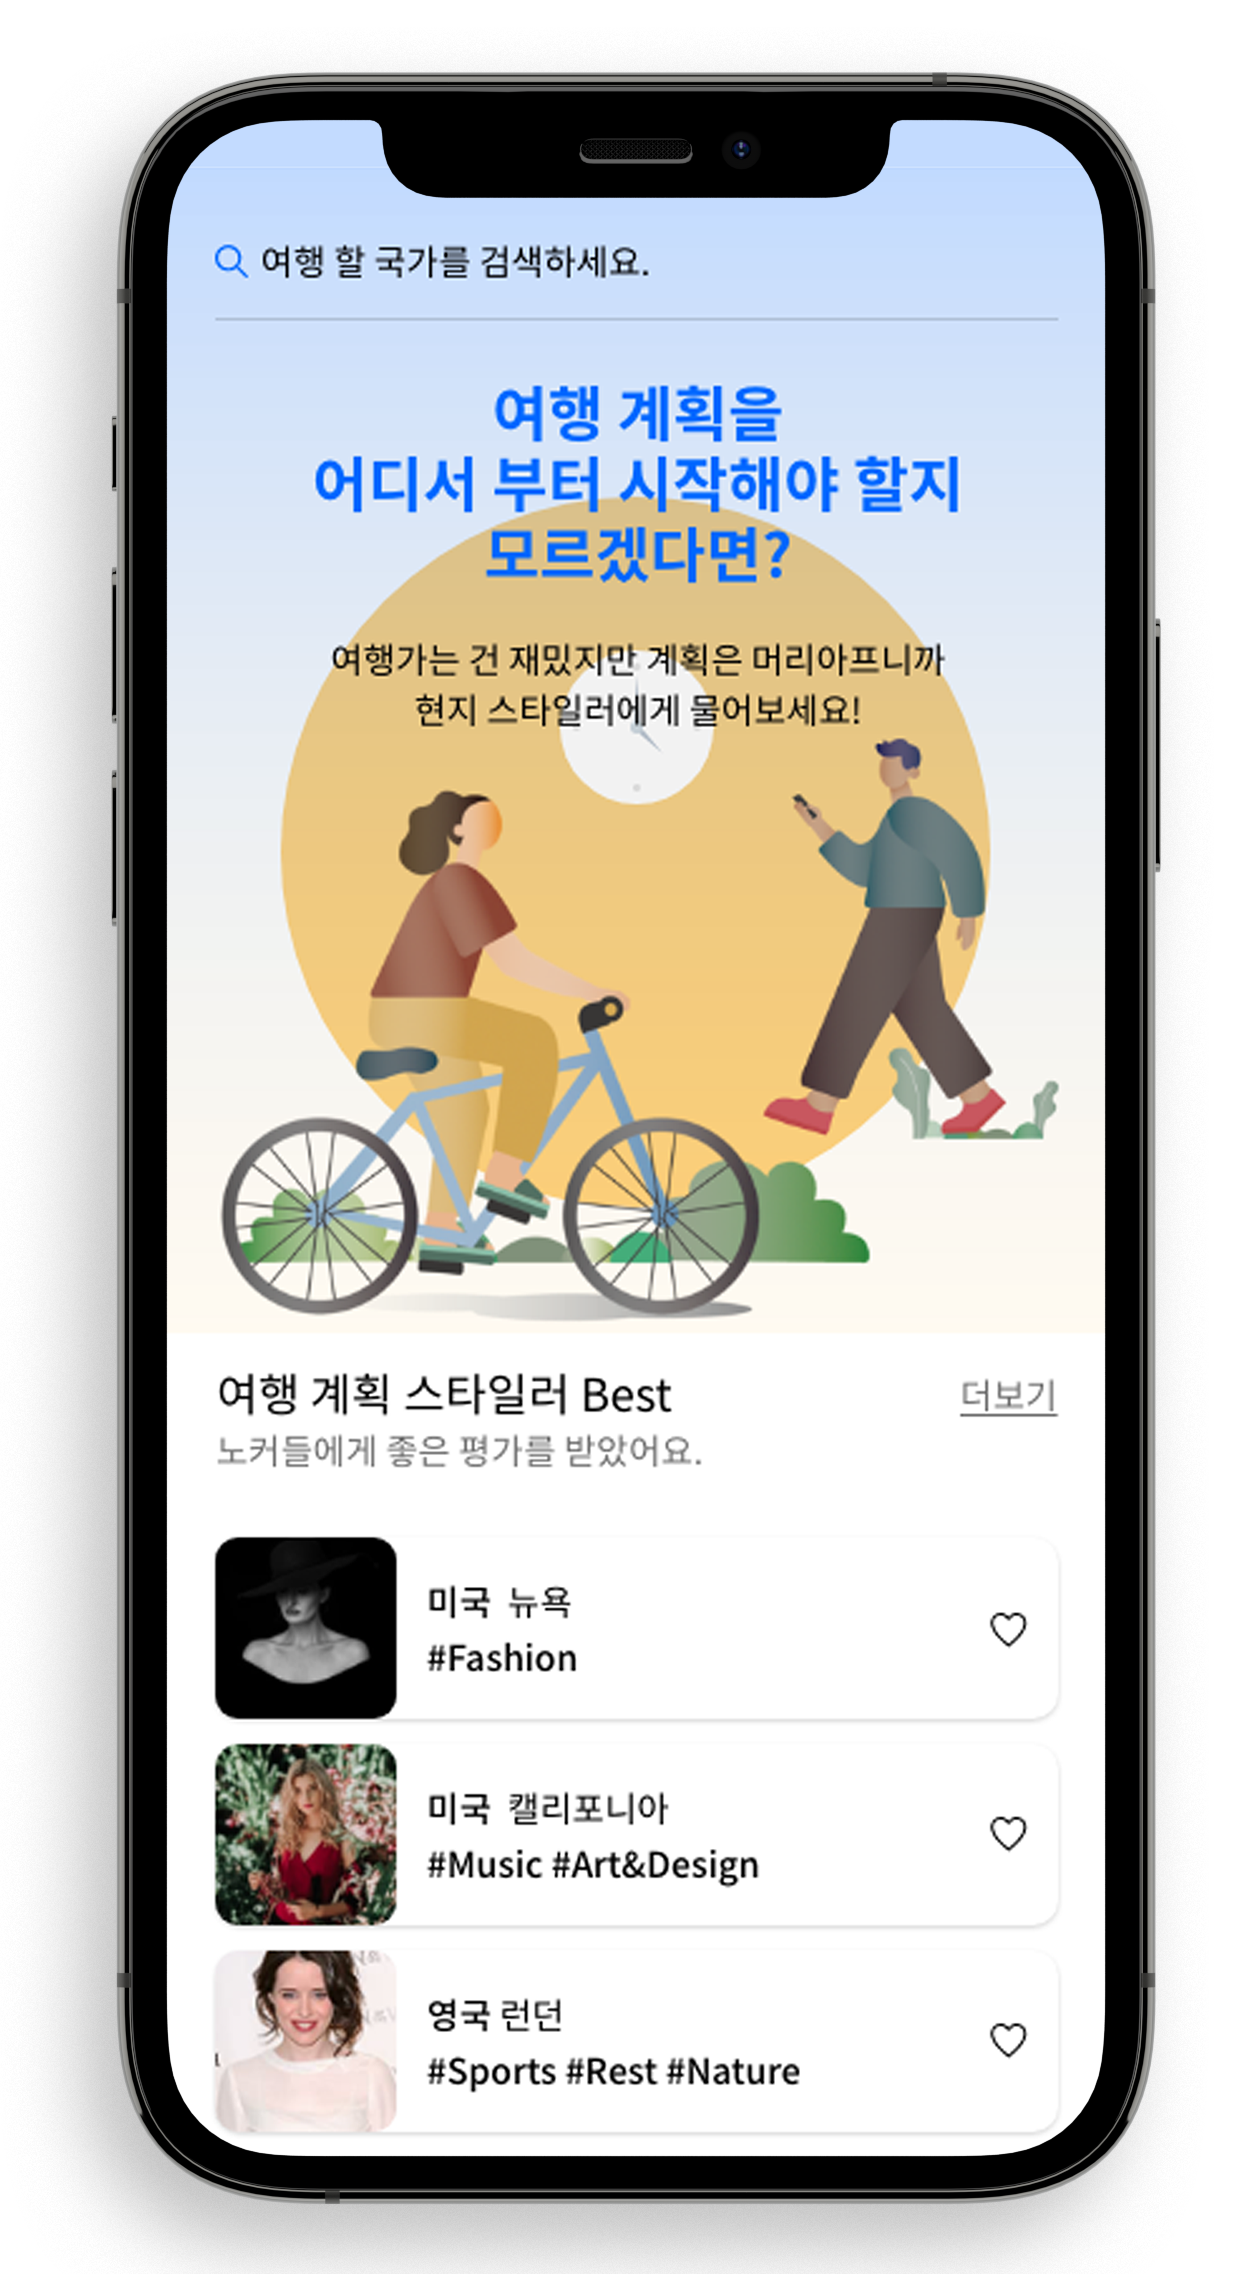 여행 할 국가를 검색하세요.
여행 계획을
어디서 부터 시작해야 할지
모르겠다면?
여행가는 건 재밌지만 계획은 머리아프니까
현지 스타일러에게 물어보세요!
여행 계획 스타일러 Best
더보기
노커들에게 좋은 평가를 받았어요.
미국 뉴욕
#Fashion
미국 캘리포니아
#Music #Art&Design
영국 런던
#Sports #Rest #Nature